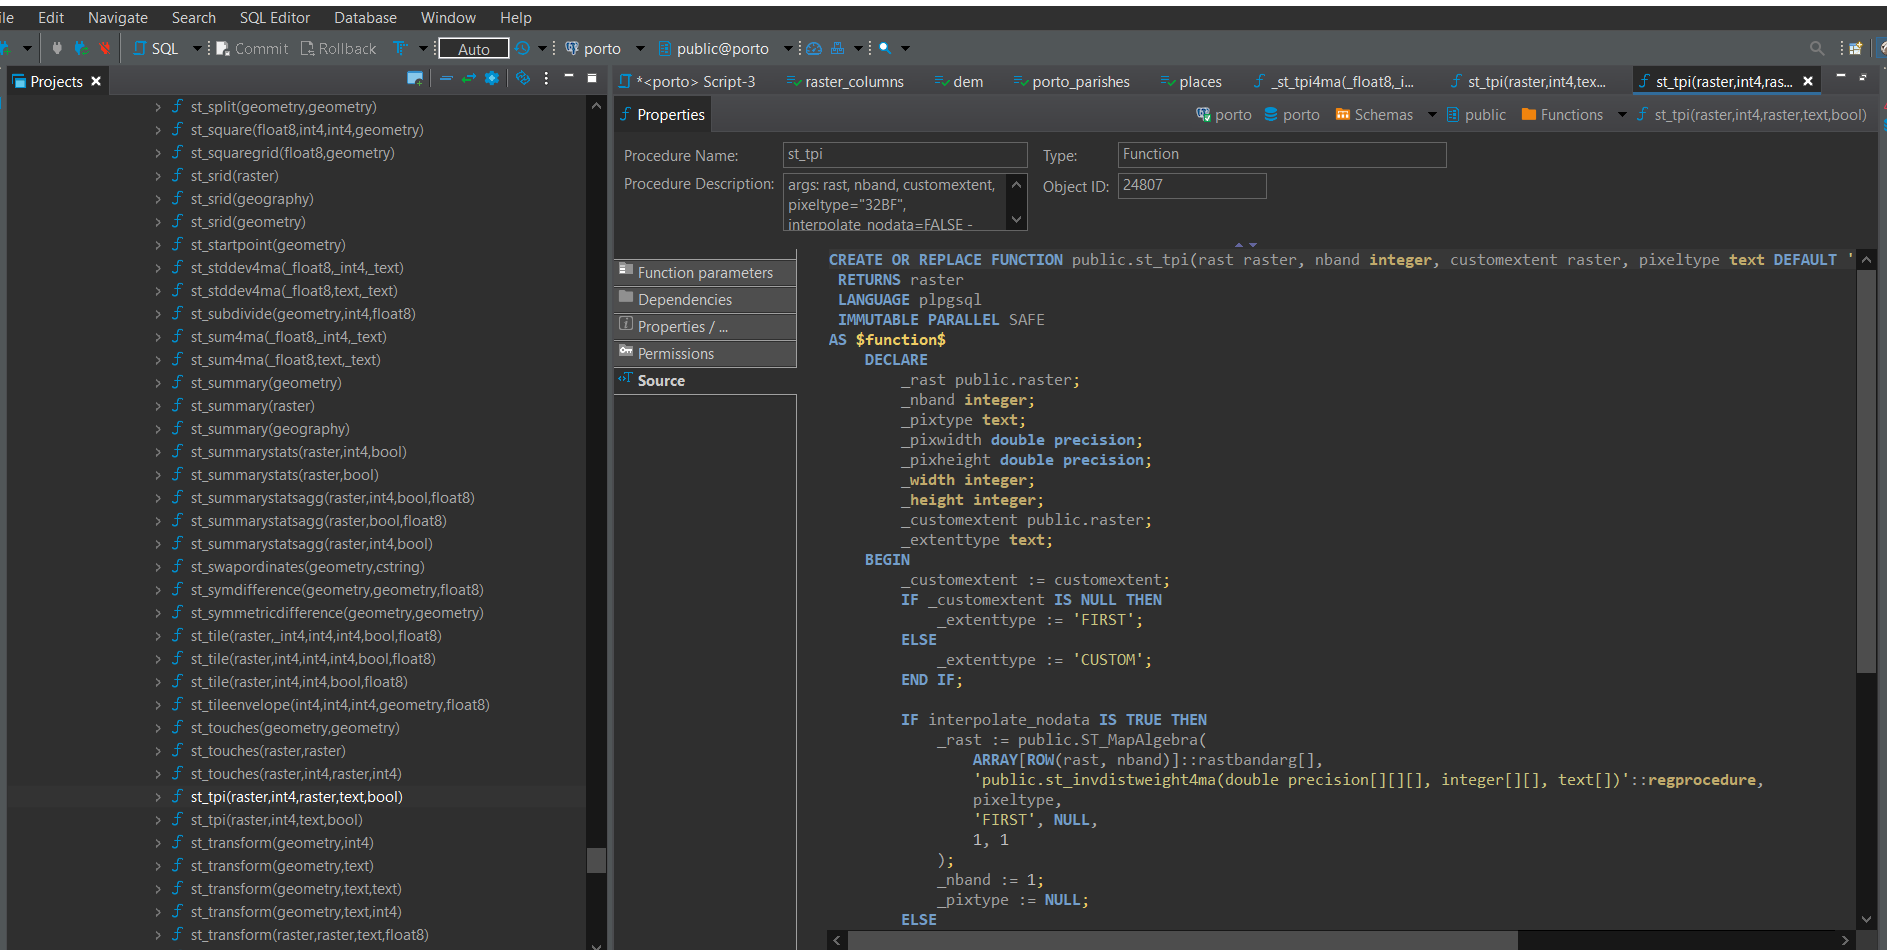 ile Edit Navigate Search SQL Editor Database Window Help
SQL Commit Rollback Auto porto public@porto
Projects
*<porto> Script-3 raster_columns dem porto_parishes places _st_tpi4ma(_float8,_i... st_tpi(raster,int4,tex... st_tpi(raster,int4,ras...
Properties
porto porto Schemas public Functions st_tpi(raster,int4,raster,text,bool)
Procedure Name: st_tpi Type: Function
Procedure Description: args: rast, nband, customextent,
pixeltype="32BF",
interpolate_nodata=FALSE -
Object ID: 24807
st_split(geometry,geometry)
st_square(float8,int4,int4,geometry)
st_squaregrid(float8,geometry)
st_srid(raster)
st_srid(geography)
st_srid(geometry)
st_startpoint(geometry)
st_stddev4ma(_float8,_int4,_text)
st_stddev4ma(_float8,text,_text)
st_subdivide(geometry,int4,float8)
st_sum4ma(_float8,_int4,_text)
st_sum4ma(_float8,text,_text)
st_summary(geometry)
st_summary(raster)
st_summary(geography)
st_summarystats(raster,int4,bool)
st_summarystats(raster,bool)
st_summarystatsagg(raster,int4,bool,float8)
st_summarystatsagg(raster,bool,float8)
st_summarystatsagg(raster,int4,bool)
st_swapordinates(geometry,cstring)
st_symdifference(geometry,geometry,float8)
st_symmetricdifference(geometry,geometry)
st_tile(raster,_int4,int4,int4,bool,float8)
st_tile(raster,int4,int4,int4,bool,float8)
st_tile(raster,int4,int4,bool,float8)
st_tileenvelope(int4,int4,int4,geometry,float8)
st_touches(geometry,geometry)
st_touches(raster,raster)
st_touches(raster,int4,raster,int4)
st_tpi(raster,int4,raster,text,bool)
st_tpi(raster,int4,text,bool)
st_transform(geometry,int4)
st_transform(geometry,text)
st_transform(geometry,text,text)
st_transform(geometry,text,int4)
st_transform(raster,raster,text,float8)
Function parameters
Dependencies
Properties / ...
Permissions
Source
CREATE OR REPLACE FUNCTION public.st_tpi(rast raster, nband integer, customextent raster, pixeltype text DEFAULT '
RETURNS raster
LANGUAGE plpgsql
IMMUTABLE PARALLEL SAFE
AS $function$
DECLARE
_rast public.raster;
_nband integer;
_pixtype text;
_pixwidth double precision;
_pixheight double precision;
_width integer;
_height integer;
_customextent public.raster;
_extenttype text;
BEGIN
_customextent := customextent;
IF _customextent IS NULL THEN
_extenttype := 'FIRST';
ELSE
_extenttype := 'CUSTOM';
END IF;
IF interpolate_nodata IS TRUE THEN
_rast := public.ST_MapAlgebra(
ARRAY[ROW(rast, nband)]::rastbandarg[],
'public.st_invdistweight4ma(double precision[][][], integer[][], text[])'::regprocedure,
pixeltype,
'FIRST', NULL,
1, 1
);
_nband := 1;
_pixtype := NULL;
ELSE